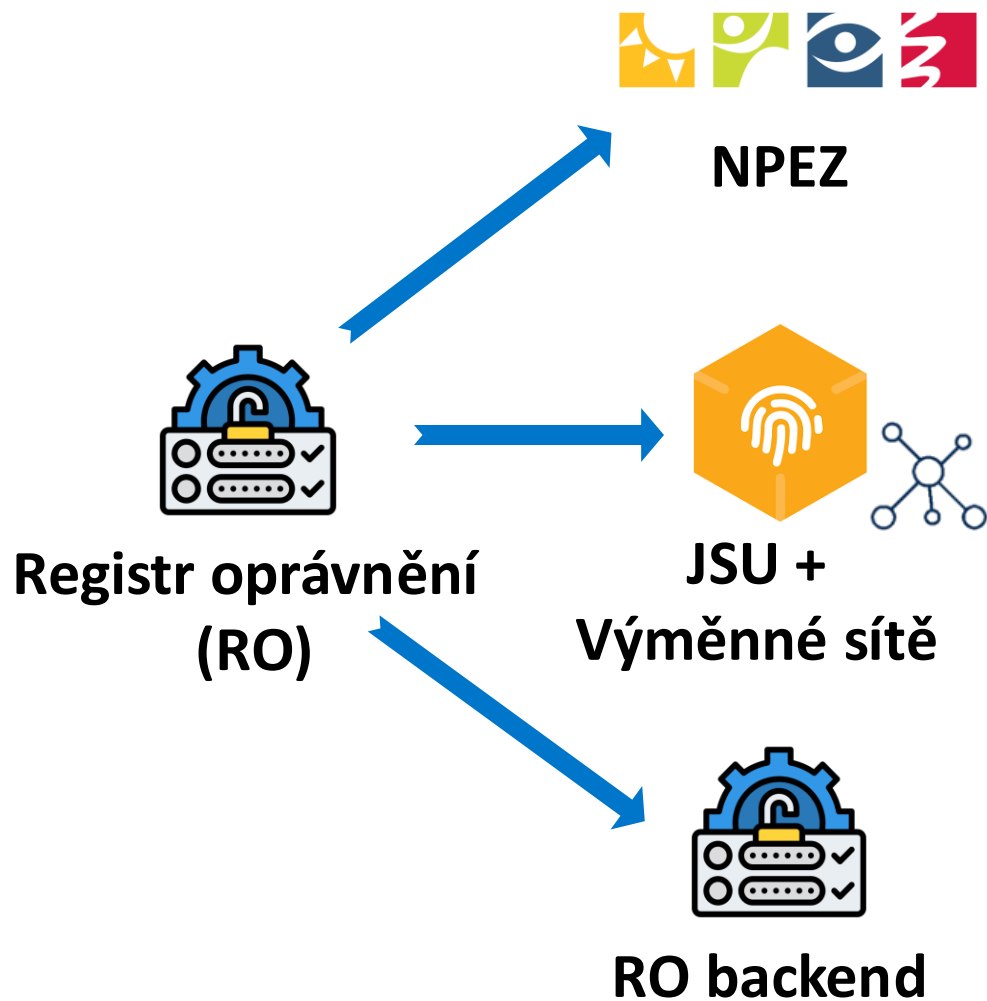 NPEZ
Registr oprávnění
(RO)
JSU +
Výměnné sítě
RO backend